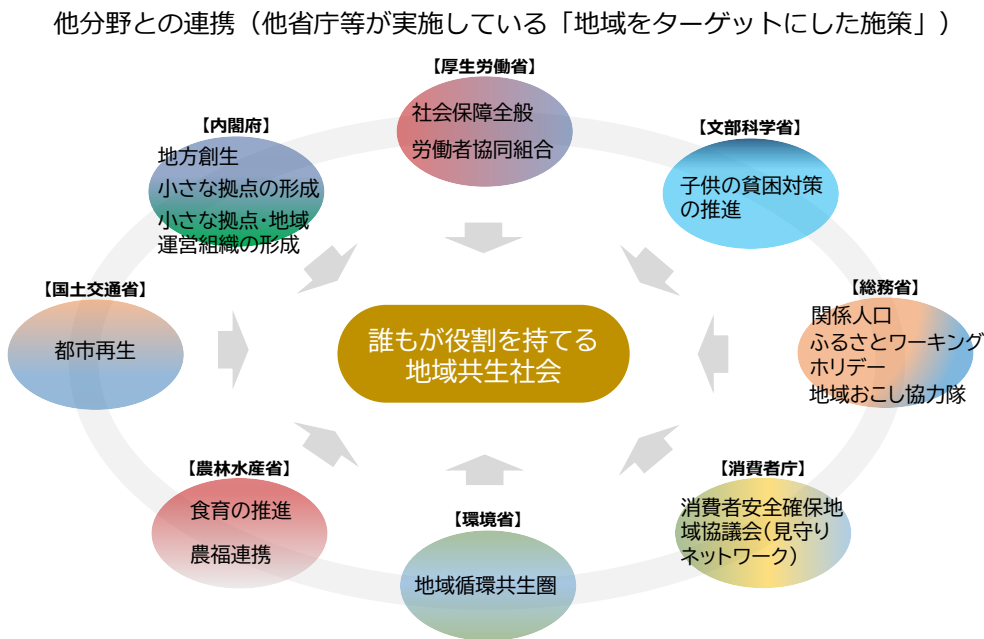 他分野との連携（他省庁等が実施している「地域をターゲットにした施策」）
【厚生労働省】
社会保障全般
労働者協同組合
【内閣府】
地方創生
小さな拠点の形成
小さな拠点・地域
運営組織の形成
【文部科学省】
子供の貧困対策
の推進
【国土交通省】
都市再生
誰もが役割を持てる
地域共生社会
【総務省】
関係人口
ふるさとワーキング
ホリデー
地域おこし協力隊
【農林水産省】
食育の推進
農福連携
【環境省】
地域循環共生圏
【消費者庁】
消費者安全確保地
域協議会（見守り
ネットワーク）